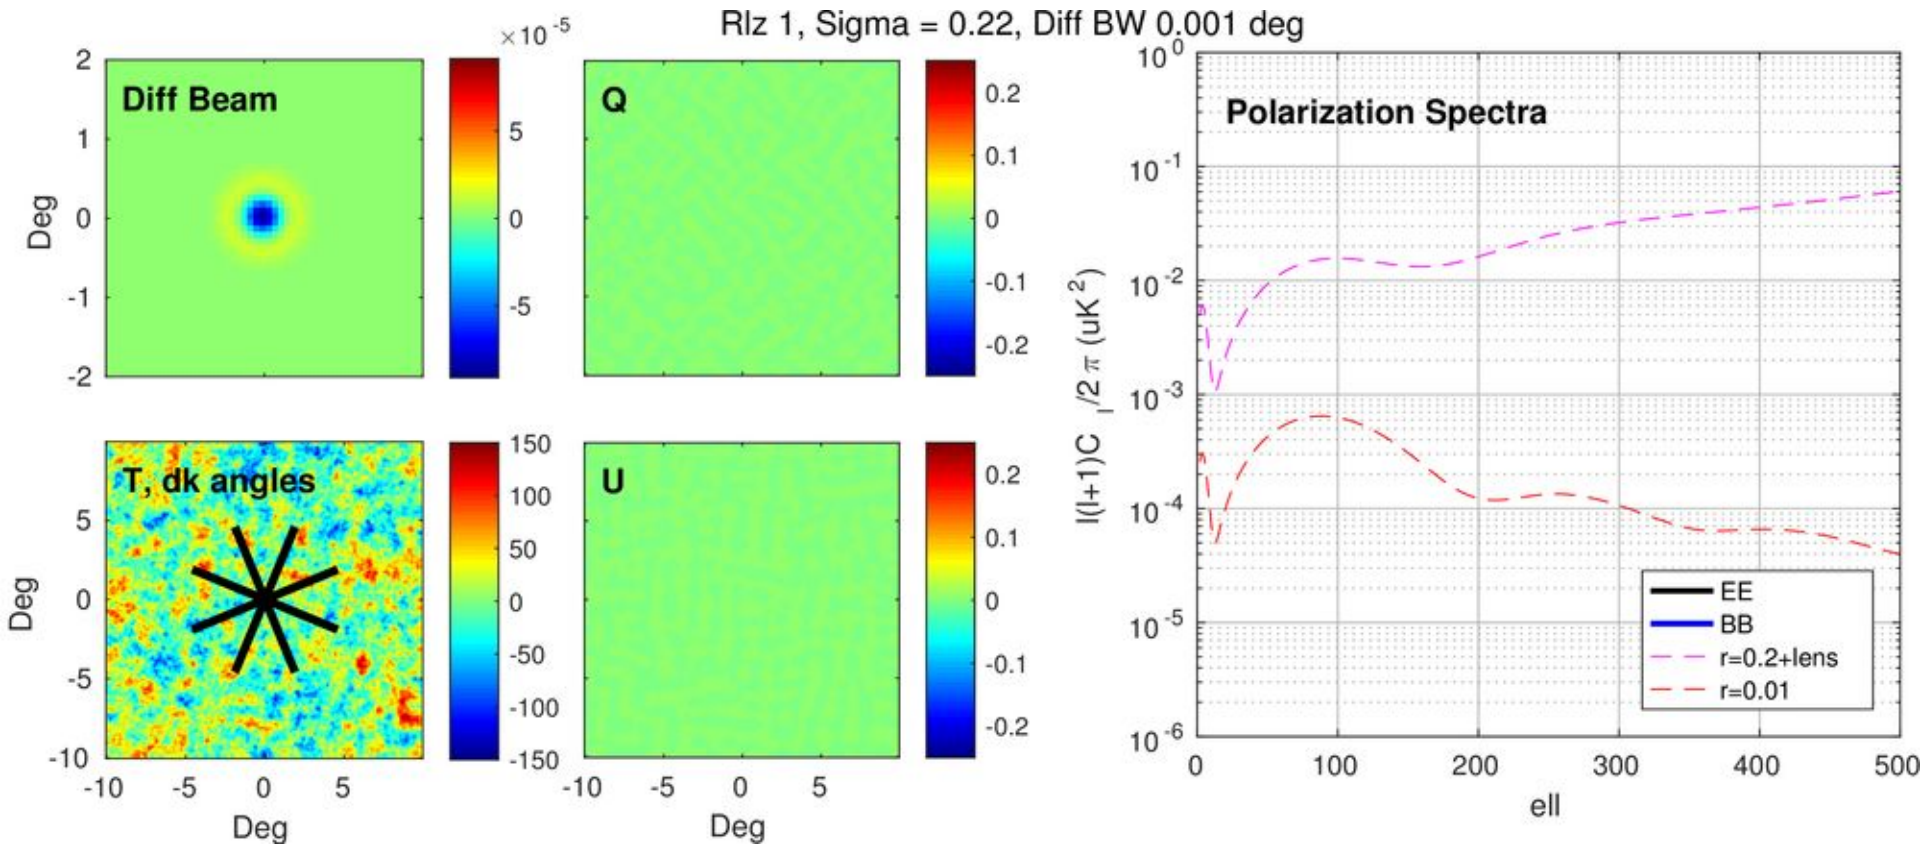 Rlz 1, Sigma = 0.22, Diff BW 0.001 deg
×10^-5
Diff Beam
2
1
0
-1
-2
Deg
5
0
-5
Q
0.2
0.1
0
-0.1
-0.2
T, dk angles
5
0
-5
-10
Deg
-10 -5 0 5
Deg
150
100
50
0
-50
-100
-150
U
-10 -5 0 5
Deg
0.2
0.1
0
-0.1
-0.2
Polarization Spectra
10^0
10^-1
10^-2
10^-3
10^-4
10^-5
10^-6
l(l+1)C_l/2 π (uK^2)
0 100 200 300 400 500
ell
EE
BB
r=0.2+lens
r=0.01